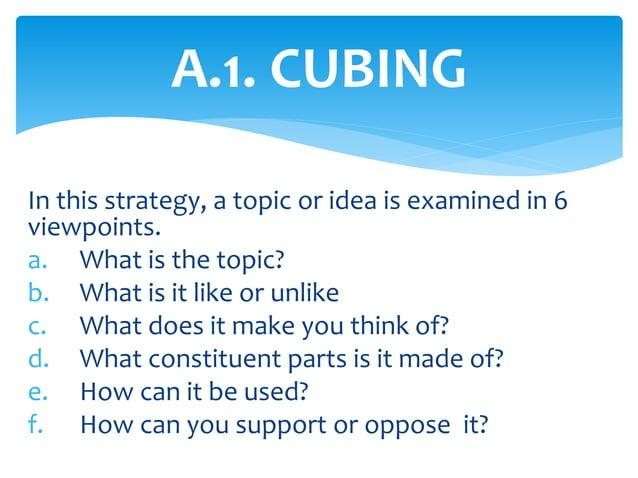 A.1. CUBING
In this strategy, a topic or idea is examined in 6
viewpoints.
a. What is the topic?
b. What is it like or unlike
c. What does it make you think of?
d. What constituent parts is it made of?
e. How can it be used?
f. How can you support or oppose it?